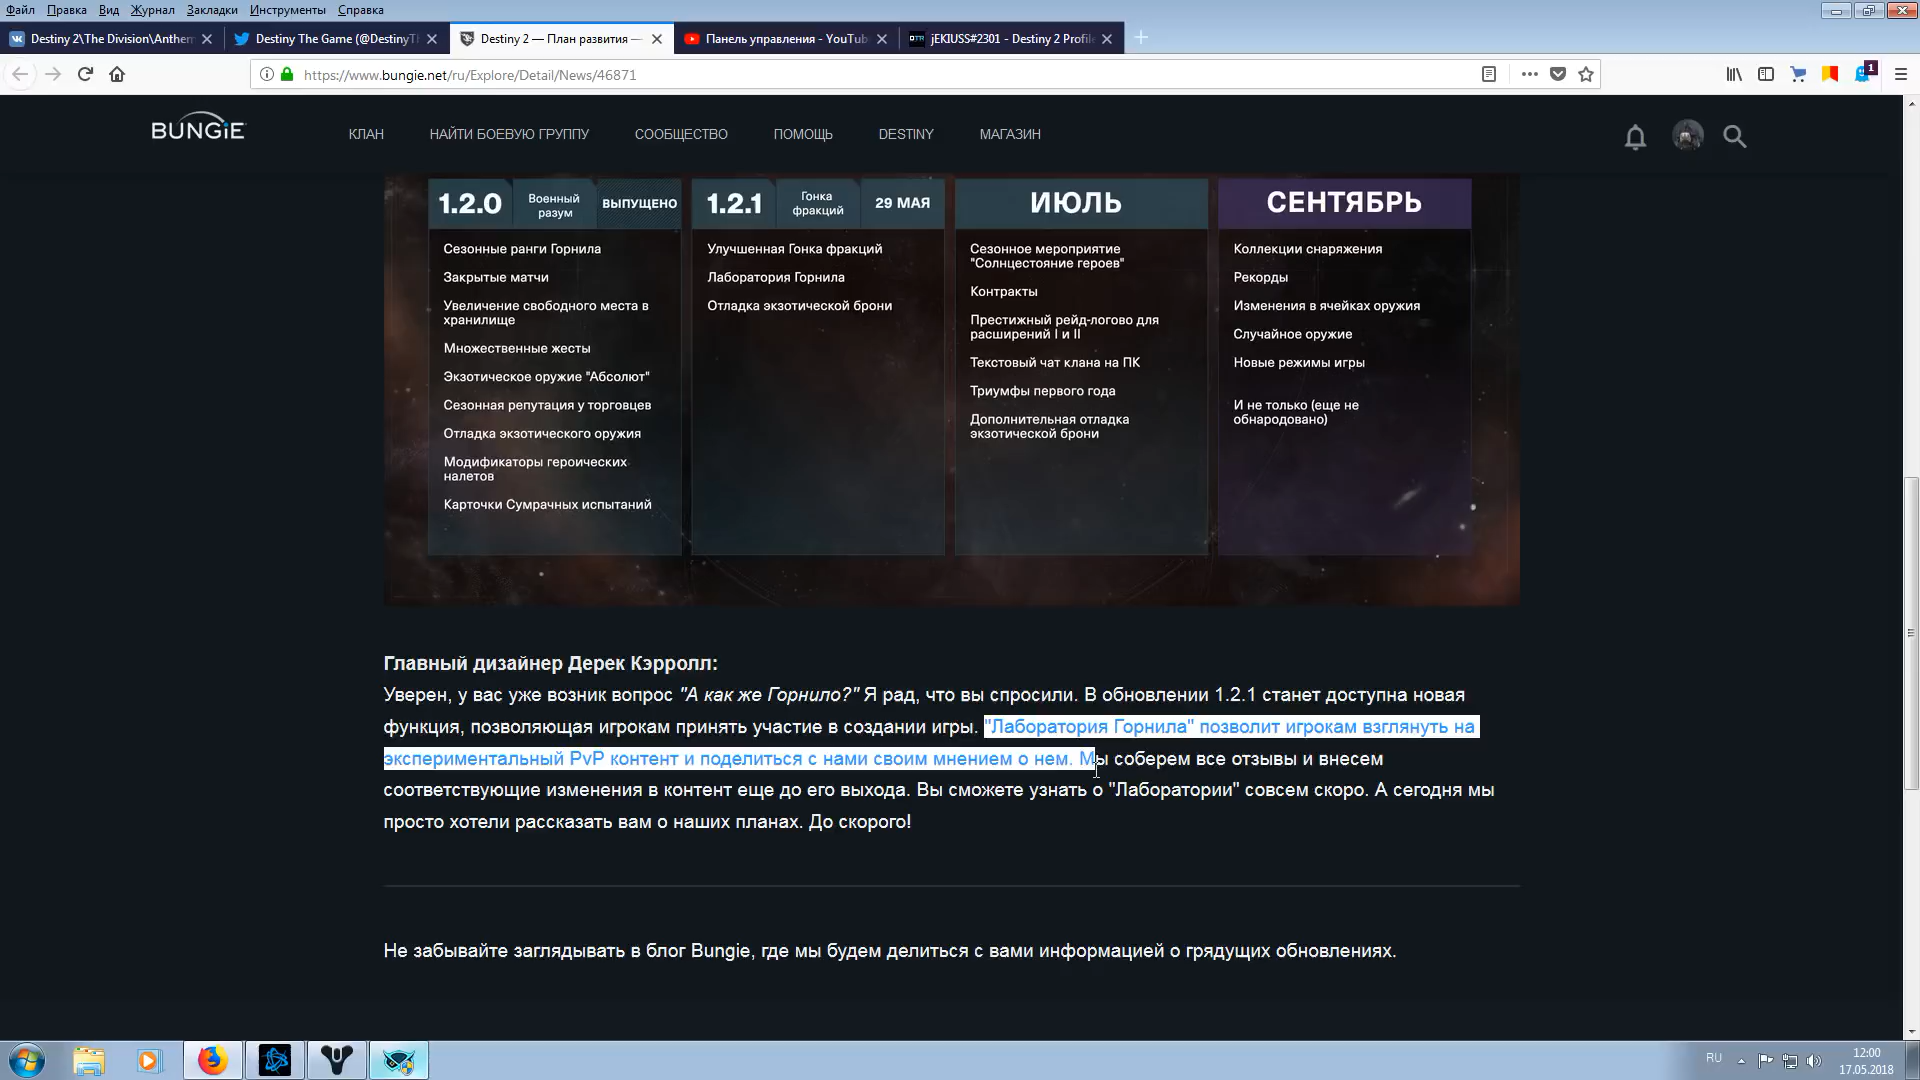 Файл Правка Вид Журнал Закладки Инструменты Справка
Destiny 2\The Division\Anthem
Destiny The Game (@DestinyTh
Destiny 2 — План развития —
Панель управления - YouTube
jEKIUSS#2301 - Destiny 2 Profile
https://www.bungie.net/ru/Explore/Detail/News/46871
1
BUNGiE
КЛАН
НАЙТИ БОЕВУЮ ГРУППУ
СООБЩЕСТВО
ПОМОЩЬ
DESTINY
МАГАЗИН
1.2.0
Военный
разум
ВЫПУЩЕНО
Сезонные ранги Горнила
Закрытые матчи
Увеличение свободного места в
хранилище
Множественные жесты
Экзотическое оружие "Абсолют"
Сезонная репутация у торговцев
Отладка экзотического оружия
Модификаторы героических
налетов
Карточки Сумрачных испытаний
1.2.1
Гонка
фракций
29 МАЯ
Улучшенная Гонка фракций
Лаборатория Горнила
Отладка экзотической брони
ИЮЛЬ
Сезонное мероприятие
"Солнцестояние героев"
Контракты
Престижный рейд-логово для
расширений I и II
Текстовый чат клана на ПК
Триумфы первого года
Дополнительная отладка
экзотической брони
СЕНТЯБРЬ
Коллекции снаряжения
Рекорды
Изменения в ячейках оружия
Случайное оружие
Новые режимы игры
И не только (еще не
обнародовано)
Главный дизайнер Дерек Кэрролл:
Уверен, у вас уже возник вопрос "А как же Горнило?" Я рад, что вы спросили. В обновлении 1.2.1 станет доступна новая
функция, позволяющая игрокам принять участие в создании игры. "Лаборатория Горнила" позволит игрокам взглянуть на
экспериментальный PvP контент и поделиться с нами своим мнением о нем. Мы соберем все отзывы и внесем
соответствующие изменения в контент еще до его выхода. Вы сможете узнать о "Лаборатории" совсем скоро. А сегодня мы
просто хотели рассказать вам о наших планах. До скорого!
Не забывайте заглядывать в блог Bungie, где мы будем делиться с вами информацией о грядущих обновлениях.
RU
12:00
17.05.2018